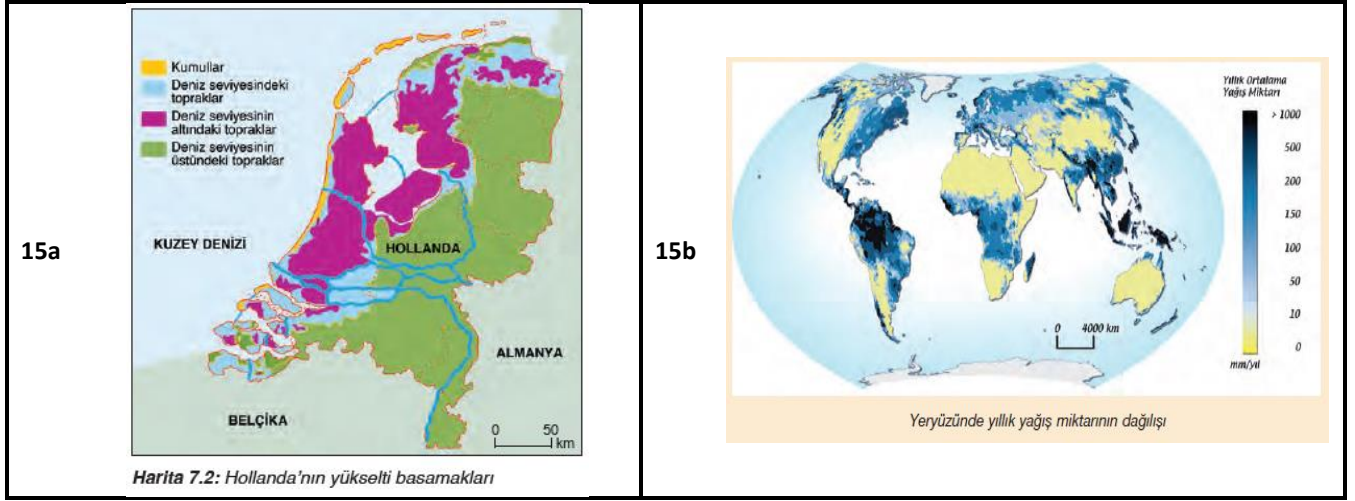 15a
Kumullar
Deniz seviyesindeki
topraklar
Deniz seviyesinin
altındaki topraklar
Deniz seviyesinin
üstündeki topraklar
KUZEY DENİZİ
HOLLANDA
ALMANYA
BELÇİKA
0 50
km
Harita 7.2: Hollanda'nın yükselti basamakları
15b
Yıllık Ortalama
Yağış Miktarı
> 1000
500
200
150
100
50
10
0
mm/yıl
0 4000 km
Yeryüzünde yıllık yağış miktarının dağılışı